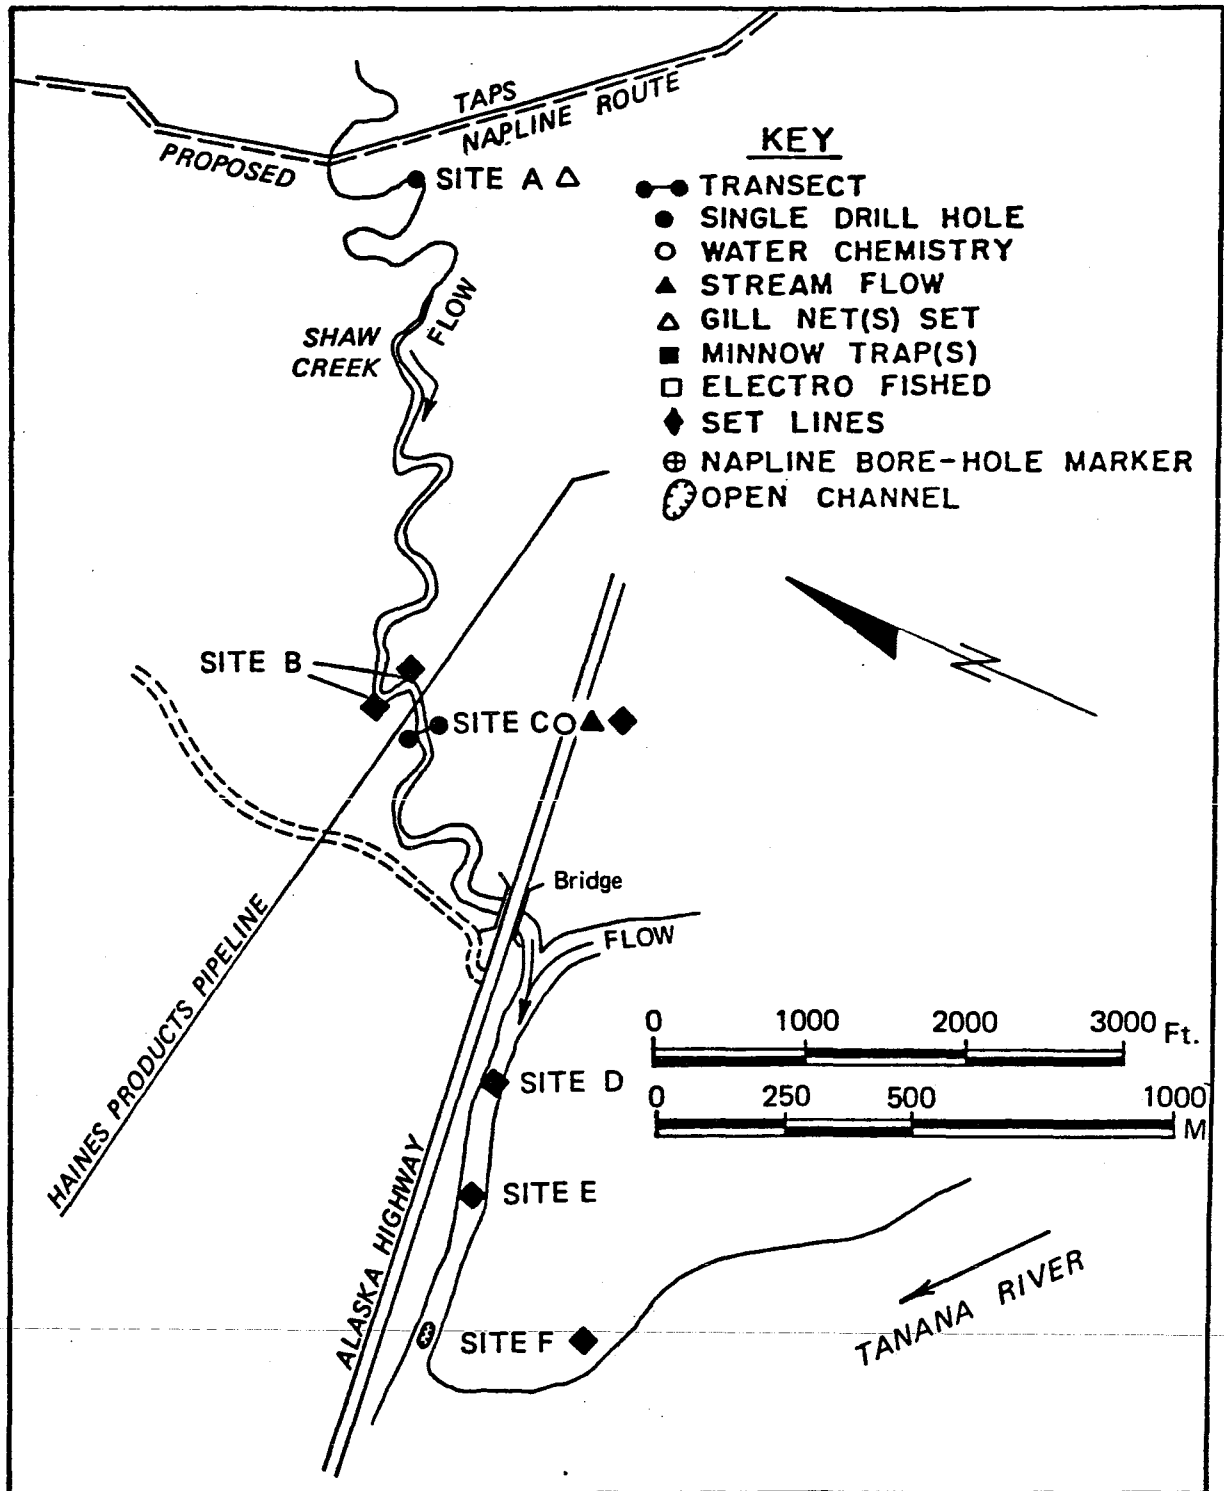 TAPS
PROPOSED NAPLINE ROUTE
KEY
TRANSECT
SINGLE DRILL HOLE
WATER CHEMISTRY
STREAM FLOW
GILL NET(S) SET
MINNOW TRAP(S)
ELECTRO FISHED
SET LINES
NAPLINE BORE-HOLE MARKER
OPEN CHANNEL
SITE A
FLOW
SHAW
CREEK
N
SITE B
SITE C
Bridge
FLOW
HAINES PRODUCTS PIPELINE
0 1000 2000 3000 Ft.
0 250 500 1000
M
SITE D
SITE E
ALASKA HIGHWAY
TANANA RIVER
SITE F